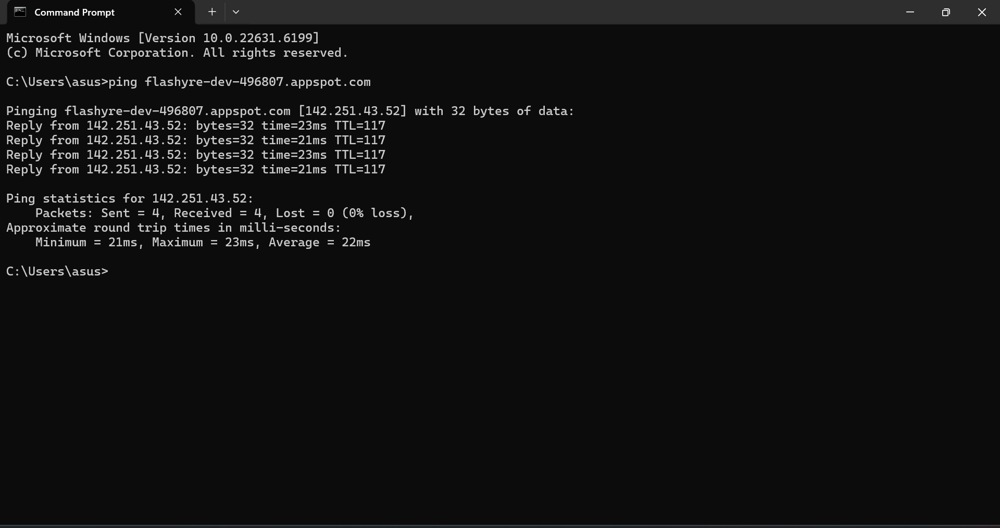 Command Prompt
Microsoft Windows [Version 10.0.22631.6199]
(c) Microsoft Corporation. All rights reserved.
C:\Users\asus>ping flashyre-dev-496807.appspot.com
Pinging flashyre-dev-496807.appspot.com [142.251.43.52] with 32 bytes of data:
Reply from 142.251.43.52: bytes=32 time=23ms TTL=117
Reply from 142.251.43.52: bytes=32 time=21ms TTL=117
Reply from 142.251.43.52: bytes=32 time=23ms TTL=117
Reply from 142.251.43.52: bytes=32 time=21ms TTL=117
Ping statistics for 142.251.43.52:
    Packets: Sent = 4, Received = 4, Lost = 0 (0% loss),
Approximate round trip times in milli-seconds:
    Minimum = 21ms, Maximum = 23ms, Average = 22ms
C:\Users\asus>